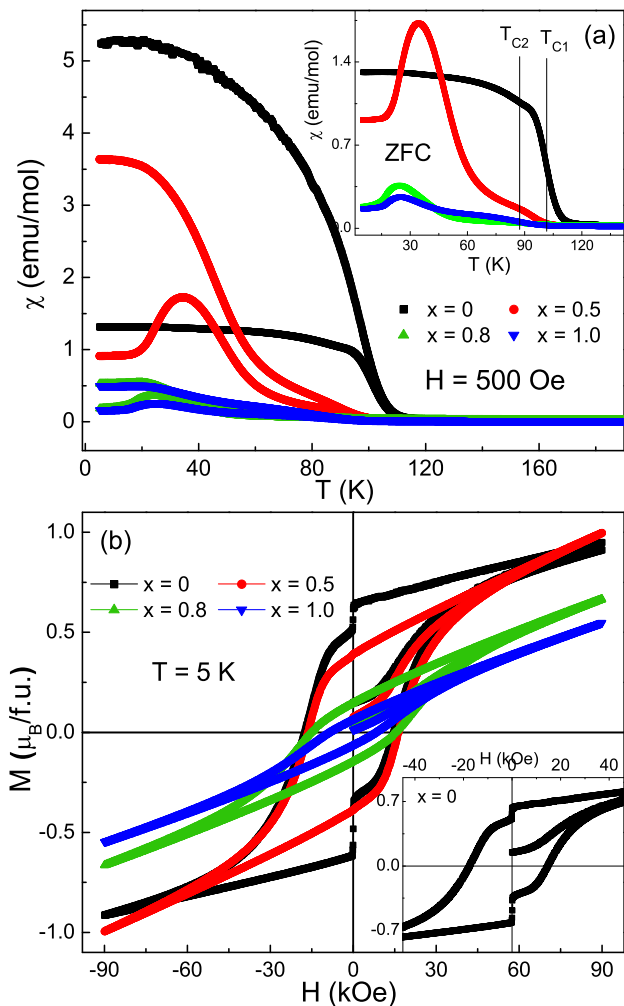 (a)
T_C2 T_C1
ZFC
χ (emu/mol)
1.4
0.7
0.0
30 60 90 120
T (K)
5
4
3
2
1
0
χ (emu/mol)
x = 0 x = 0.5
x = 0.8 x = 1.0
H = 500 Oe
0 40 80 120 160
T (K)
(b)
1.0
0.5
0.0
-0.5
-1.0
M (μ_B/f.u.)
x = 0 x = 0.5
x = 0.8 x = 1.0
T = 5 K
H (kOe)
-40 -20 0 20 40
x = 0
0.7
0.0
-0.7
-90 -60 -30 0 30 60 90
H (kOe)